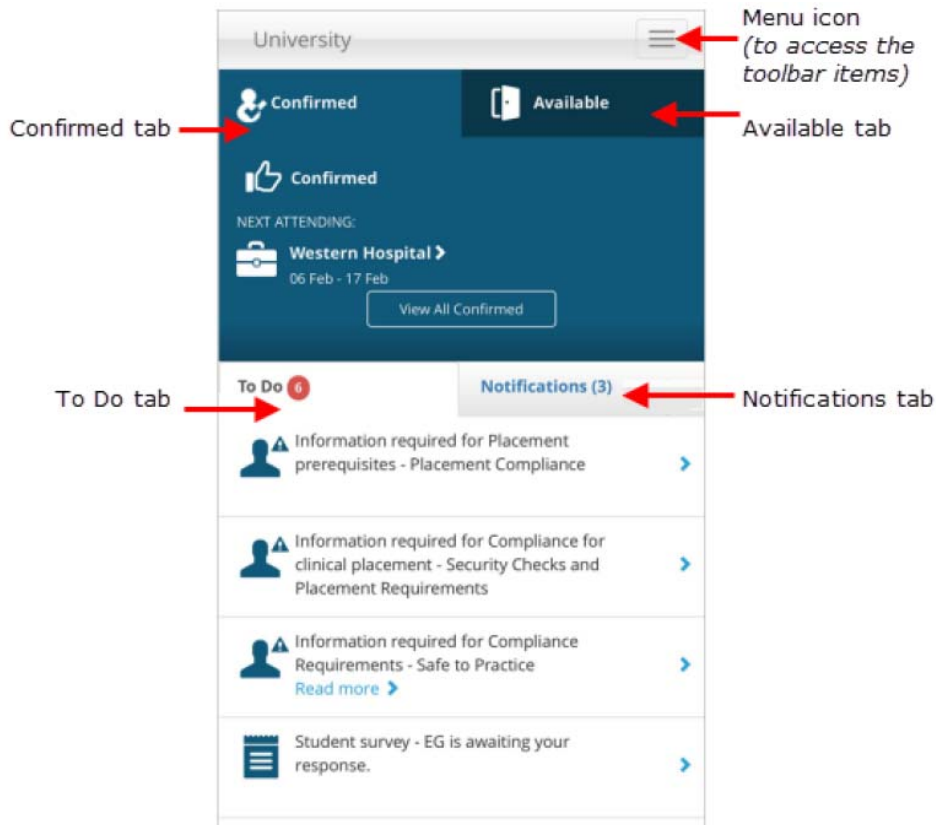 Menu icon
(to access the
toolbar items)
University
Confirmed
Available
Confirmed tab
Available tab
Confirmed
NEXT ATTENDING:
Western Hospital
06 Feb - 17 Feb
View All Confirmed
To Do 6
Notifications (3)
To Do tab
Notifications tab
Information required for Placement
prerequisites - Placement Compliance
Information required for Compliance for
clinical placement - Security Checks and
Placement Requirements
Information required for Compliance
Requirements - Safe to Practice
Read more
Student survey - EG is awaiting your
response.